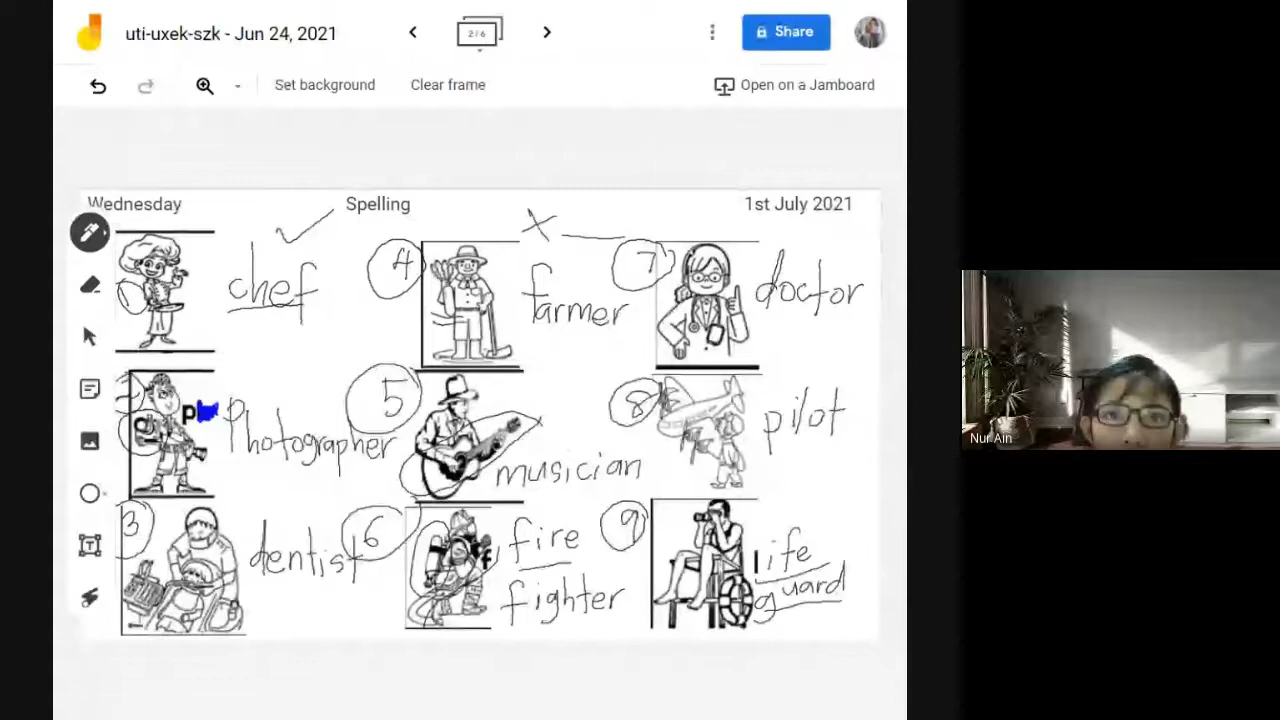 uti-uxek-szk - Jun 24, 2021
2/6
Share
Set background
Clear frame
Open on a Jamboard
Wednesday
Spelling
1st July 2021
chef
4
farmer
7
doctor
Photographer
5
musician
8
pilot
3
dentist
6
fire
fighter
9
life
guard
Nur Ain